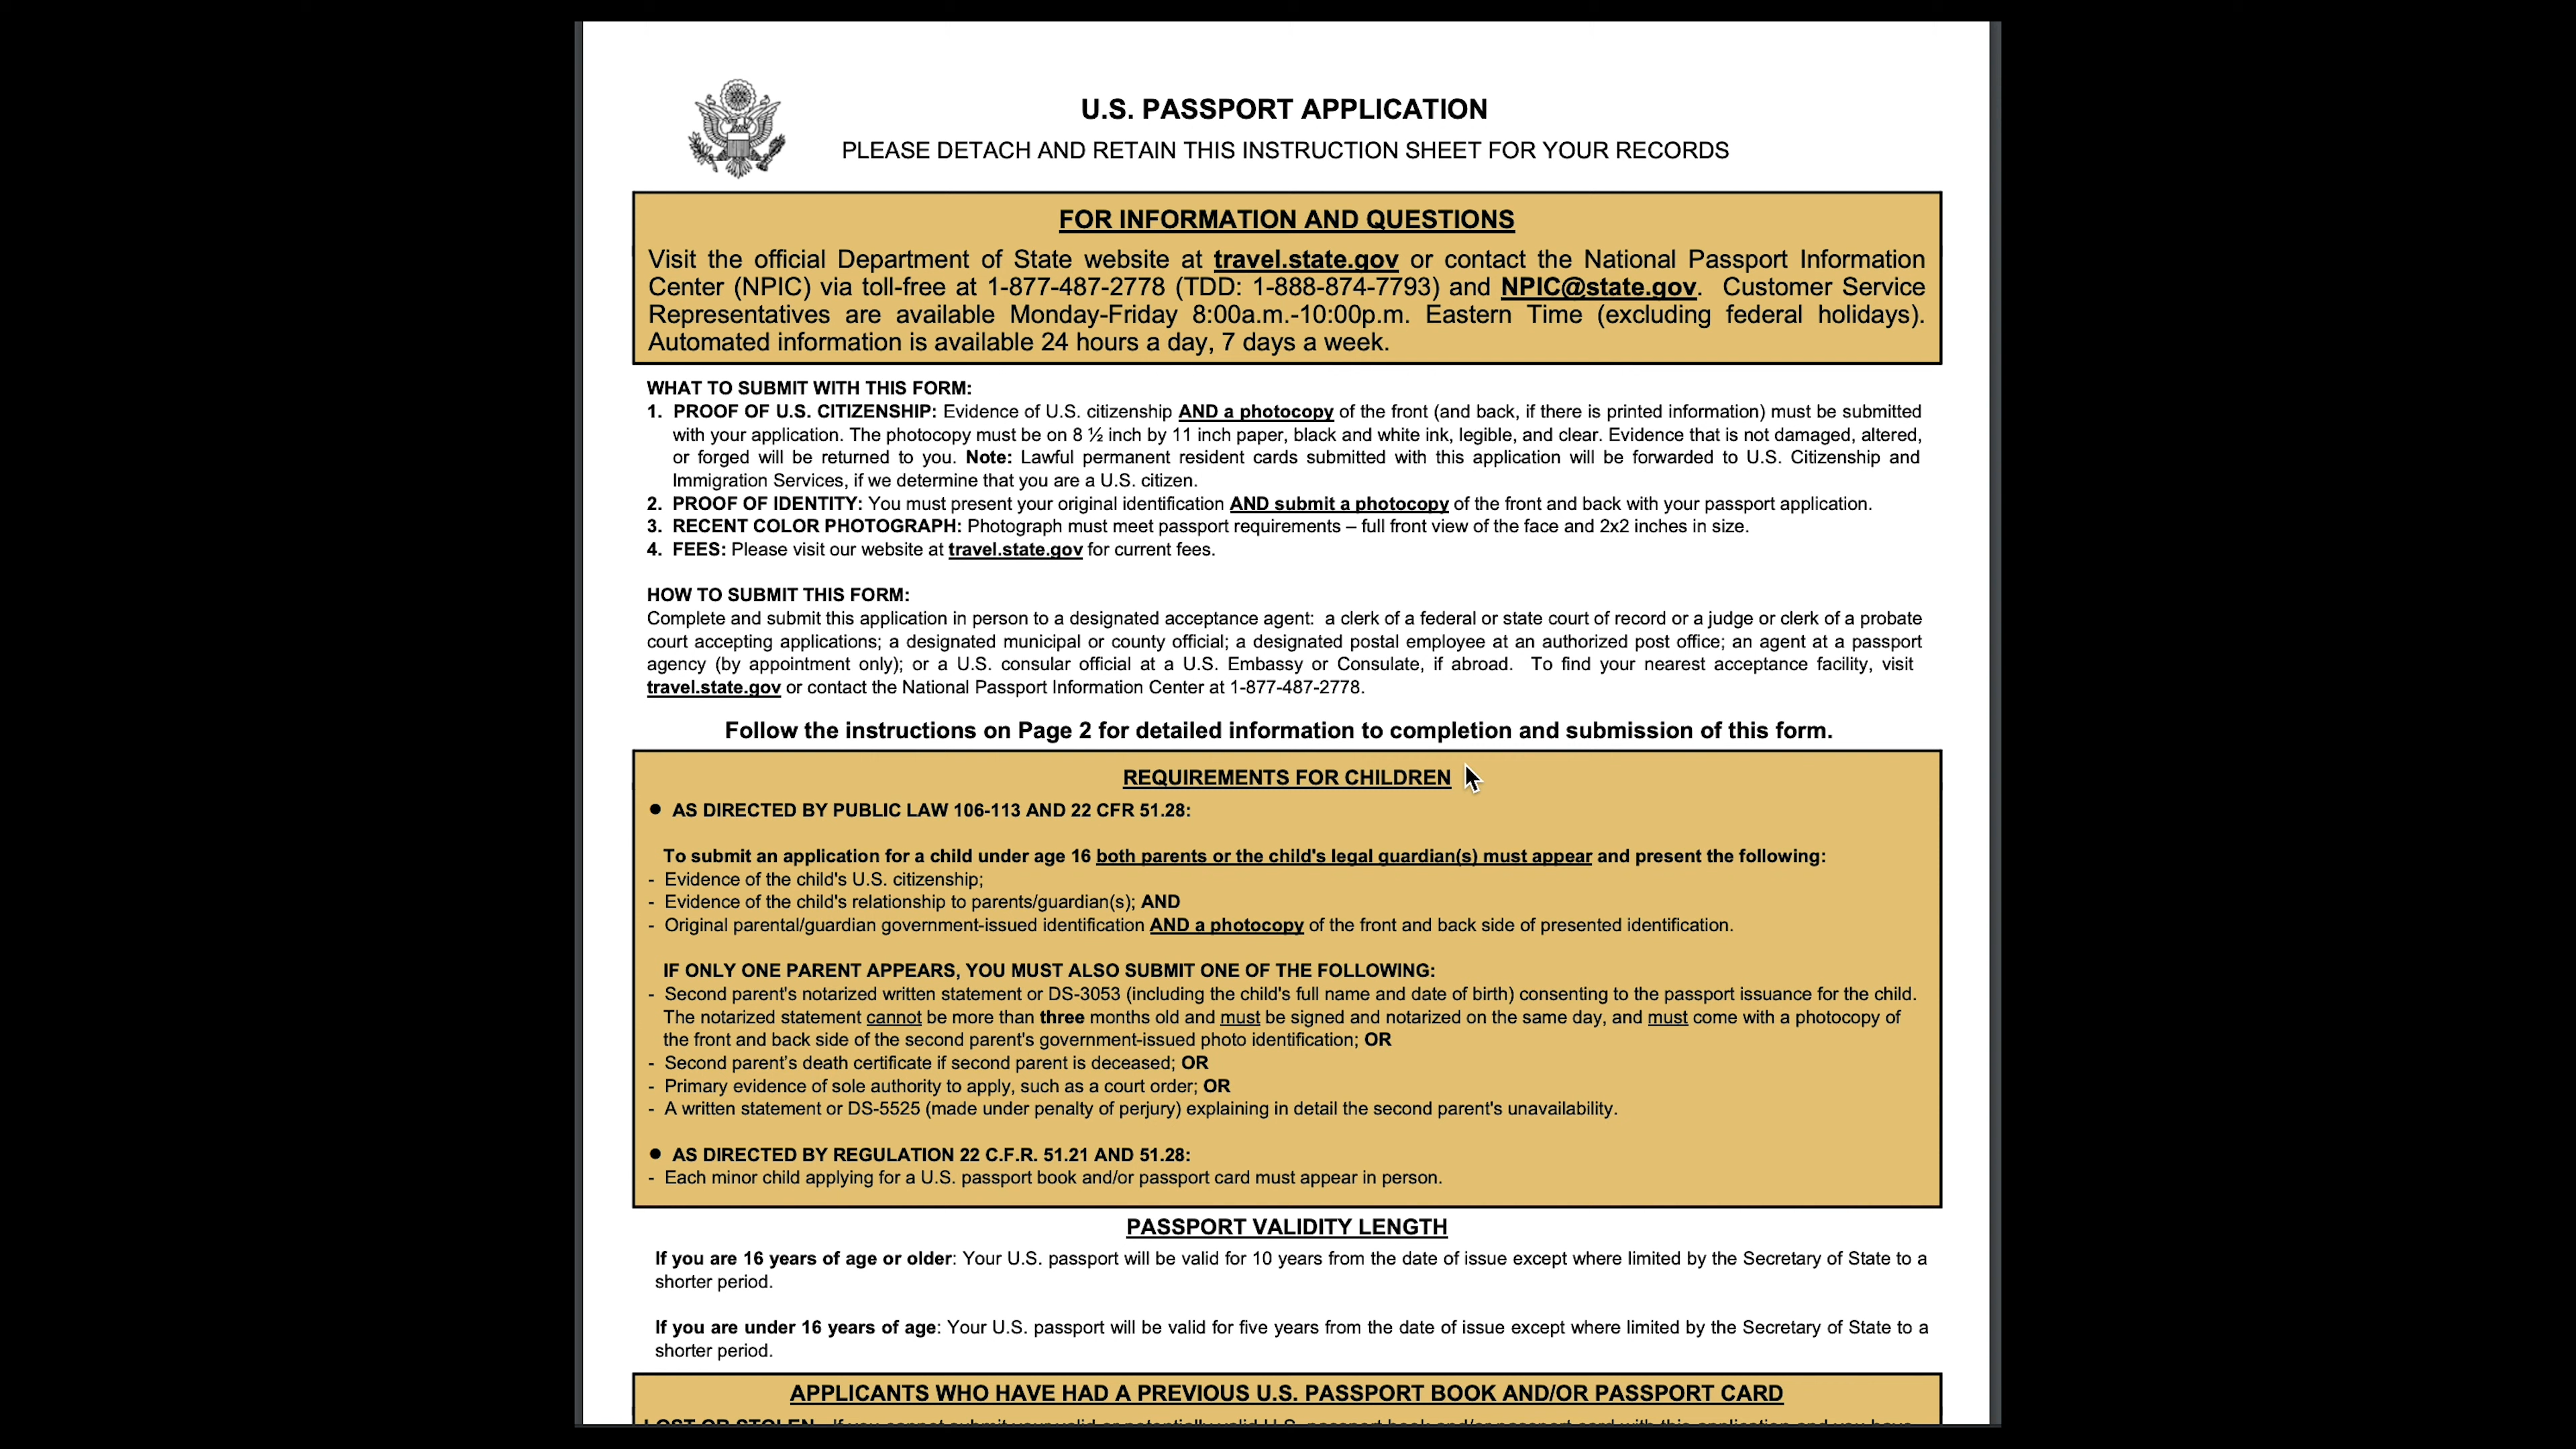 U.S. PASSPORT APPLICATION
PLEASE DETACH AND RETAIN THIS INSTRUCTION SHEET FOR YOUR RECORDS
FOR INFORMATION AND QUESTIONS
Visit the official Department of State website at travel.state.gov or contact the National Passport Information
Center (NPIC) via toll-free at 1-877-487-2778 (TDD: 1-888-874-7793) and NPIC@state.gov. Customer Service
Representatives are available Monday-Friday 8:00a.m.-10:00p.m. Eastern Time (excluding federal holidays).
Automated information is available 24 hours a day, 7 days a week.
WHAT TO SUBMIT WITH THIS FORM:
1. PROOF OF U.S. CITIZENSHIP: Evidence of U.S. citizenship AND a photocopy of the front (and back, if there is printed information) must be submitted
with your application. The photocopy must be on 8 ½ inch by 11 inch paper, black and white ink, legible, and clear. Evidence that is not damaged, altered,
or forged will be returned to you. Note: Lawful permanent resident cards submitted with this application will be forwarded to U.S. Citizenship and
Immigration Services, if we determine that you are a U.S. citizen.
2. PROOF OF IDENTITY: You must present your original identification AND submit a photocopy of the front and back with your passport application.
3. RECENT COLOR PHOTOGRAPH: Photograph must meet passport requirements – full front view of the face and 2x2 inches in size.
4. FEES: Please visit our website at travel.state.gov for current fees.
HOW TO SUBMIT THIS FORM:
Complete and submit this application in person to a designated acceptance agent: a clerk of a federal or state court of record or a judge or clerk of a probate
court accepting applications; a designated municipal or county official; a designated postal employee at an authorized post office; an agent at a passport
agency (by appointment only); or a U.S. consular official at a U.S. Embassy or Consulate, if abroad. To find your nearest acceptance facility, visit
travel.state.gov or contact the National Passport Information Center at 1-877-487-2778.
Follow the instructions on Page 2 for detailed information to completion and submission of this form.
REQUIREMENTS FOR CHILDREN
● AS DIRECTED BY PUBLIC LAW 106-113 AND 22 CFR 51.28:
To submit an application for a child under age 16 both parents or the child's legal guardian(s) must appear and present the following:
- Evidence of the child's U.S. citizenship;
- Evidence of the child's relationship to parents/guardian(s); AND
- Original parental/guardian government-issued identification AND a photocopy of the front and back side of presented identification.
IF ONLY ONE PARENT APPEARS, YOU MUST ALSO SUBMIT ONE OF THE FOLLOWING:
- Second parent's notarized written statement or DS-3053 (including the child's full name and date of birth) consenting to the passport issuance for the child.
The notarized statement cannot be more than three months old and must be signed and notarized on the same day, and must come with a photocopy of
the front and back side of the second parent's government-issued photo identification; OR
- Second parent's death certificate if second parent is deceased; OR
- Primary evidence of sole authority to apply, such as a court order; OR
- A written statement or DS-5525 (made under penalty of perjury) explaining in detail the second parent's unavailability.
● AS DIRECTED BY REGULATION 22 C.F.R. 51.21 AND 51.28:
- Each minor child applying for a U.S. passport book and/or passport card must appear in person.
PASSPORT VALIDITY LENGTH
If you are 16 years of age or older: Your U.S. passport will be valid for 10 years from the date of issue except where limited by the Secretary of State to a
shorter period.
If you are under 16 years of age: Your U.S. passport will be valid for five years from the date of issue except where limited by the Secretary of State to a
shorter period.
APPLICANTS WHO HAVE HAD A PREVIOUS U.S. PASSPORT BOOK AND/OR PASSPORT CARD